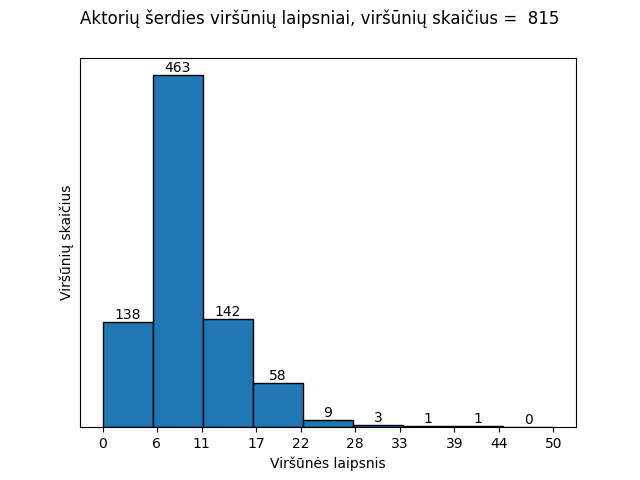 Aktorių šerdies viršūnių laipsniai, viršūnių skaičius =  815
Viršūnių skaičius
463
138
142
58
9
3
1
1
0
0 6 11 17 22 28 33 39 44 50
Viršūnės laipsnis